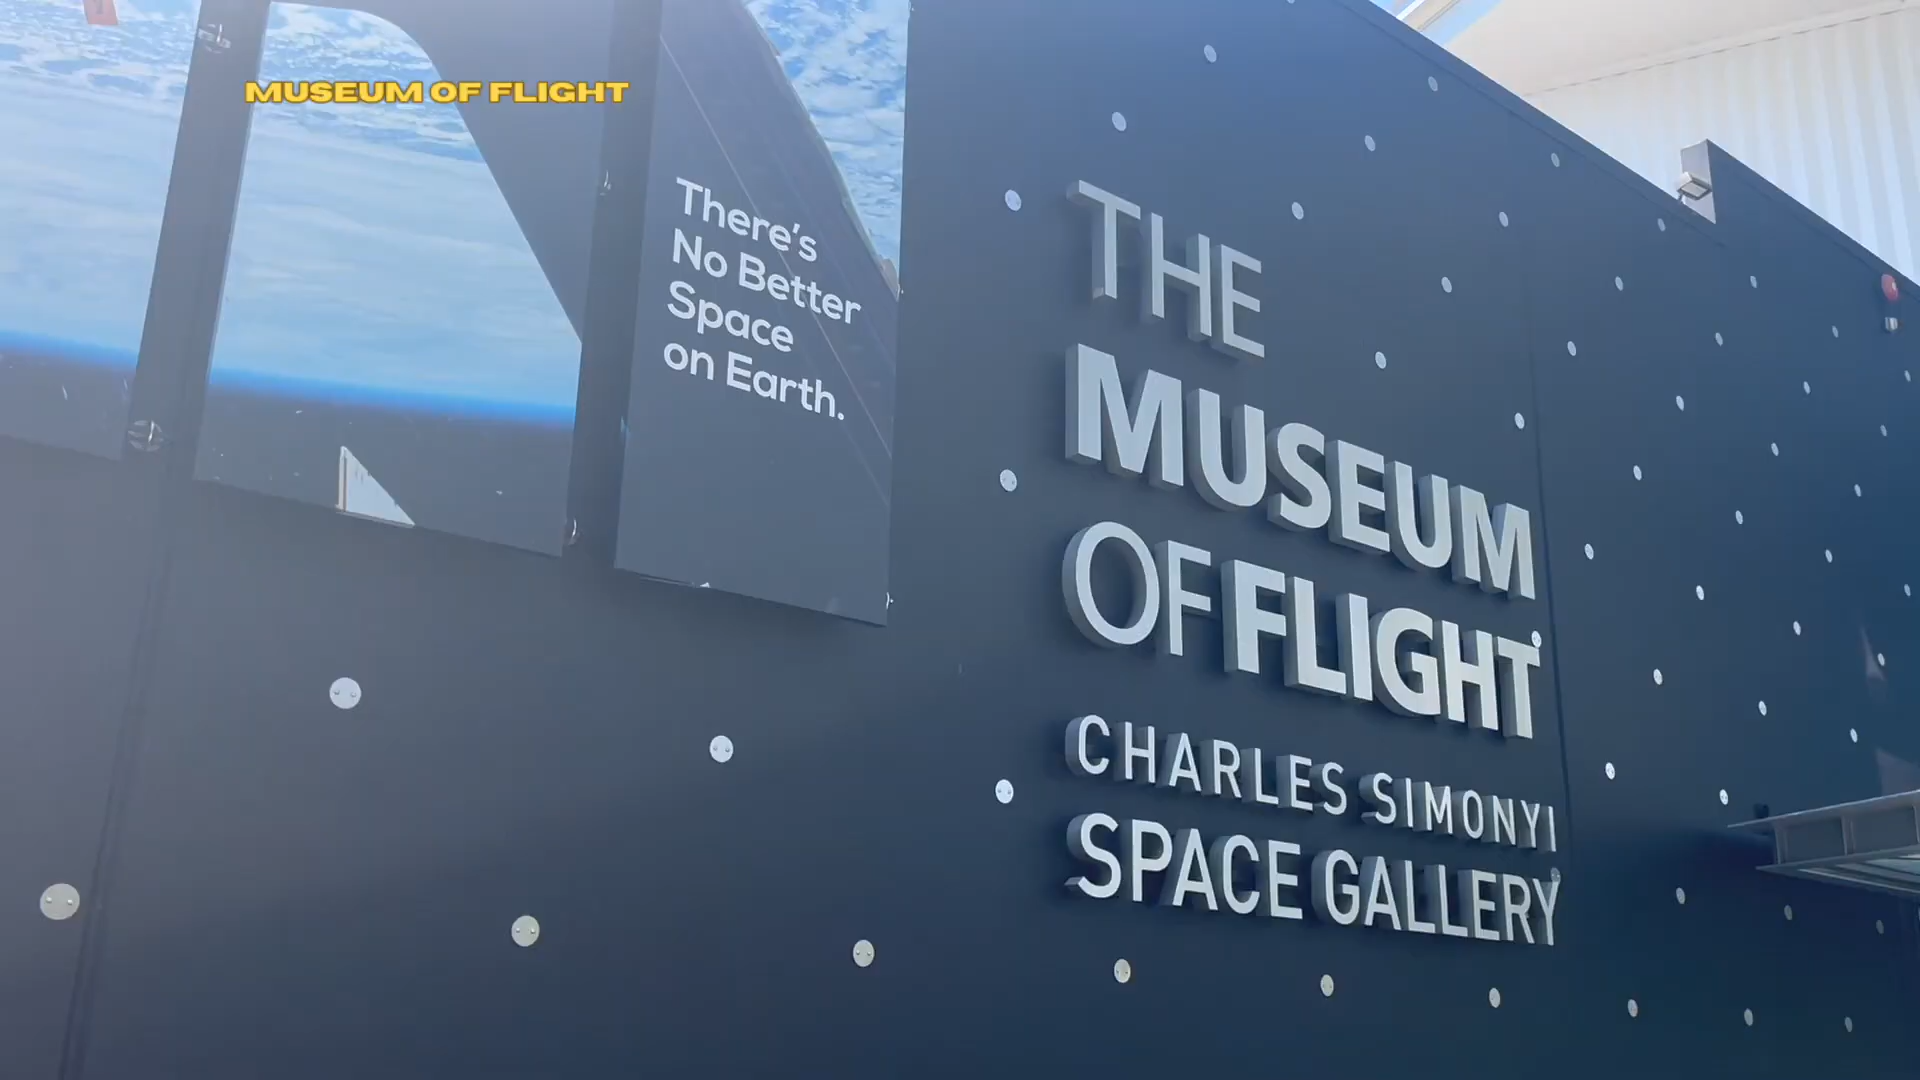 MUSEUM OF FLIGHT
There's
No Better
Space
on Earth.
THE
MUSEUM
OF FLIGHT
CHARLES SIMONYI
SPACE GALLERY